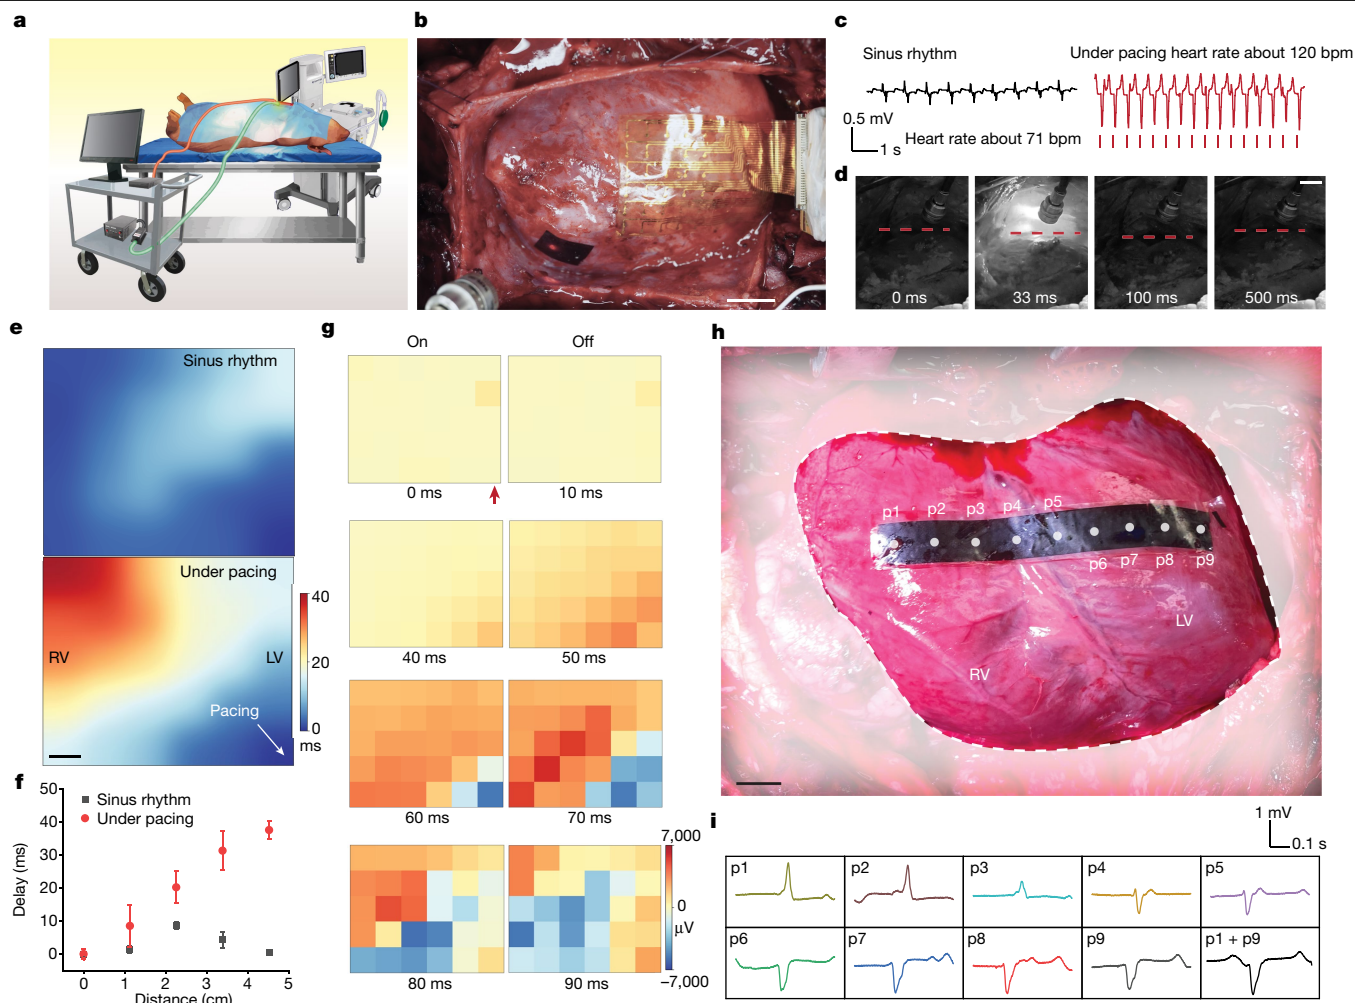 a
b
c
Sinus rhythm
Under pacing heart rate about 120 bpm
0.5 mV
1 s
Heart rate about 71 bpm
d
0 ms
33 ms
100 ms
500 ms
e
Sinus rhythm
Under pacing
RV
LV
Pacing
40
20
0
ms
f
50
40
30
20
10
0
Delay (ms)
Sinus rhythm
Under pacing
0 1 2 3 4 5
Distance (cm)
g
On
Off
0 ms
10 ms
40 ms
50 ms
60 ms
70 ms
80 ms
90 ms
7,000
0
µV
−7,000
h
p1
p2
p3
p4
p5
p6
p7
p8
p9
LV
RV
i
1 mV
0.1 s
p1
p2
p3
p4
p5
p6
p7
p8
p9
p1 + p9